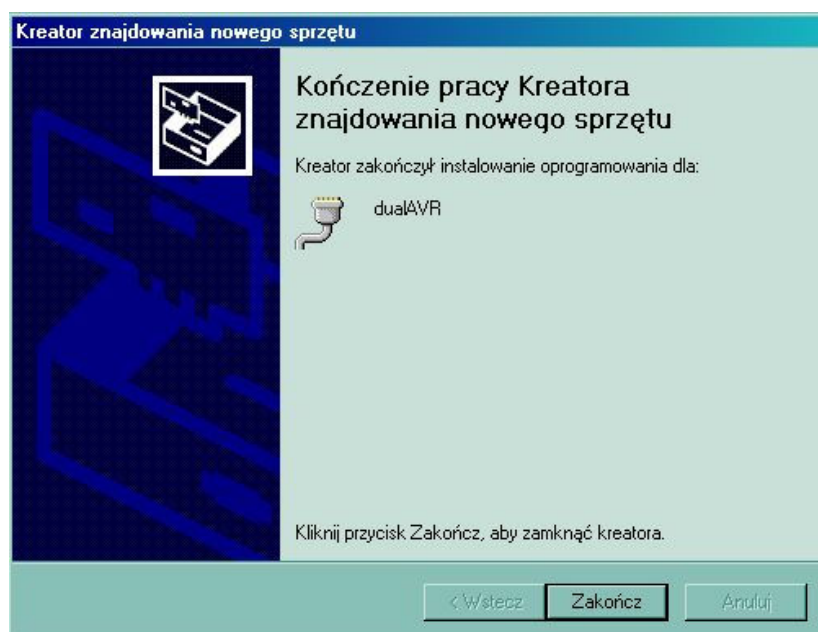 Kreator znajdowania nowego sprzętu
Kończenie pracy Kreatora
znajdowania nowego sprzętu
Kreator zakończył instalowanie oprogramowania dla:
dualAVR
Kliknij przycisk Zakończ, aby zamknąć kreatora.
< Wstecz
Zakończ
Anuluj